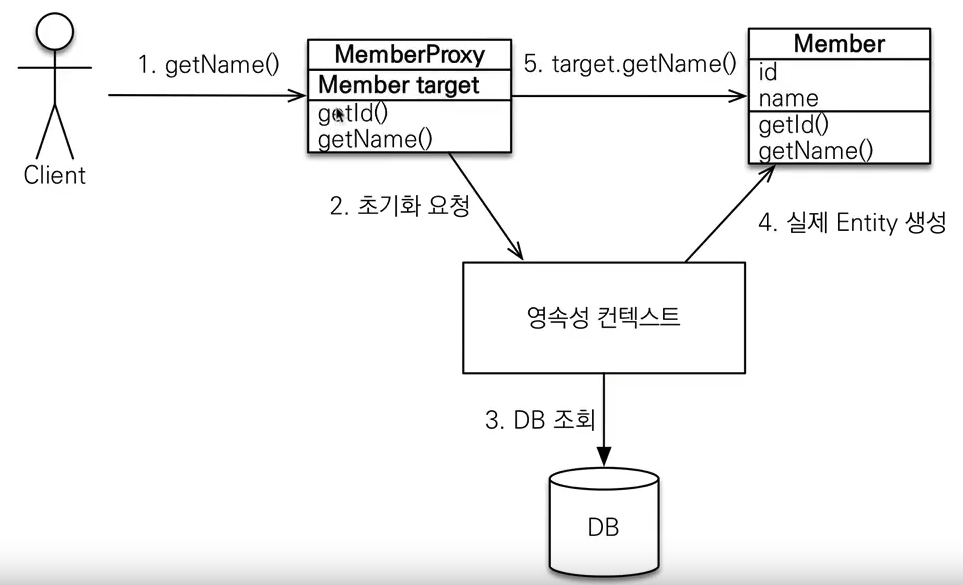 1. getName()
MemberProxy
Member target
getId()
getName()
5. target.getName()
Member
id
name
getId()
getName()
Client
2. 초기화 요청
4. 실제 Entity 생성
영속성 컨텍스트
3. DB 조회
DB